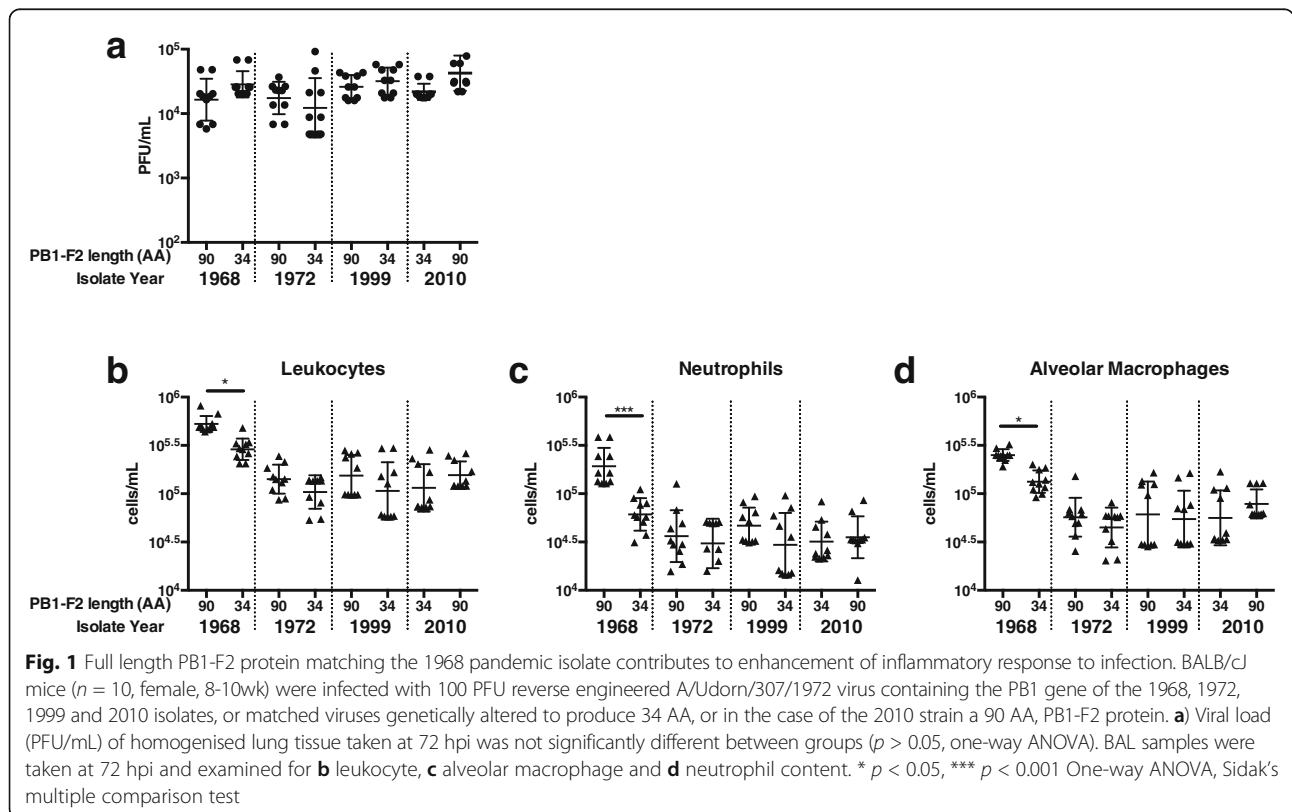 a
10^5
10^4
10^3
10^2
PFU/mL
PB1-F2 length (AA) 90 34 90 34 90 34 34 90
Isolate Year 1968 1972 1999 2010
b Leukocytes
*
10^6
10^5.5
10^5
10^4.5
10^4
cells/mL
PB1-F2 length (AA) 90 34 90 34 90 34 34 90
Isolate Year 1968 1972 1999 2010
c Neutrophils
***
10^6
10^5.5
10^5
10^4.5
10^4
cells/mL
90 34 90 34 90 34 34 90
1968 1972 1999 2010
d Alveolar Macrophages
*
10^6
10^5.5
10^5
10^4.5
10^4
cells/mL
90 34 90 34 90 34 34 90
1968 1972 1999 2010
Fig. 1 Full length PB1-F2 protein matching the 1968 pandemic isolate contributes to enhancement of inflammatory response to infection. BALB/cJ
mice (n = 10, female, 8-10wk) were infected with 100 PFU reverse engineered A/Udorn/307/1972 virus containing the PB1 gene of the 1968, 1972,
1999 and 2010 isolates, or matched viruses genetically altered to produce 34 AA, or in the case of the 2010 strain a 90 AA, PB1-F2 protein. a) Viral load
(PFU/mL) of homogenised lung tissue taken at 72 hpi was not significantly different between groups (p > 0.05, one-way ANOVA). BAL samples were
taken at 72 hpi and examined for b leukocyte, c alveolar macrophage and d neutrophil content. * p < 0.05, *** p < 0.001 One-way ANOVA, Sidak's
multiple comparison test